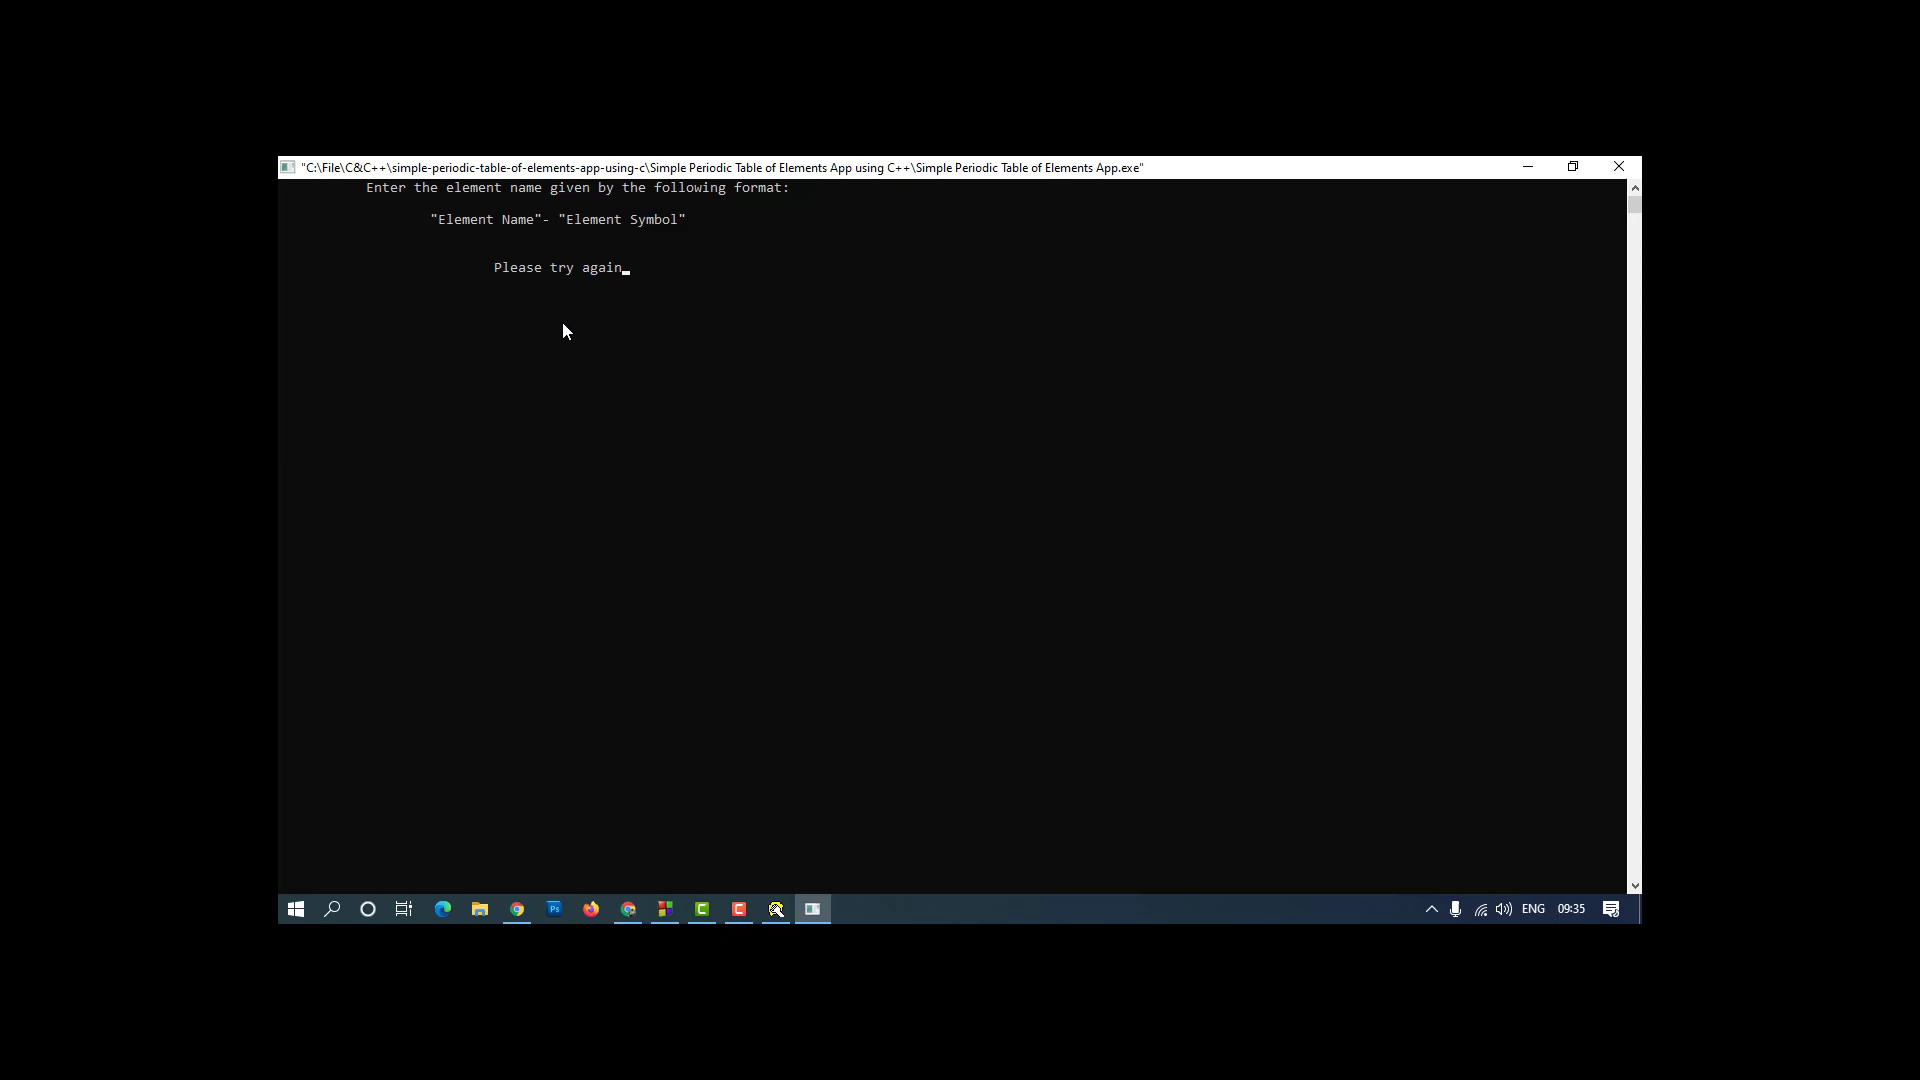 "C:\File\C&C++\simple-periodic-table-of-elements-app-using-c\Simple Periodic Table of Elements App using C++\Simple Periodic Table of Elements App.exe"
Enter the element name given by the following format:
"Element Name"- "Element Symbol"
Please try again
Ps
ENG
09:35